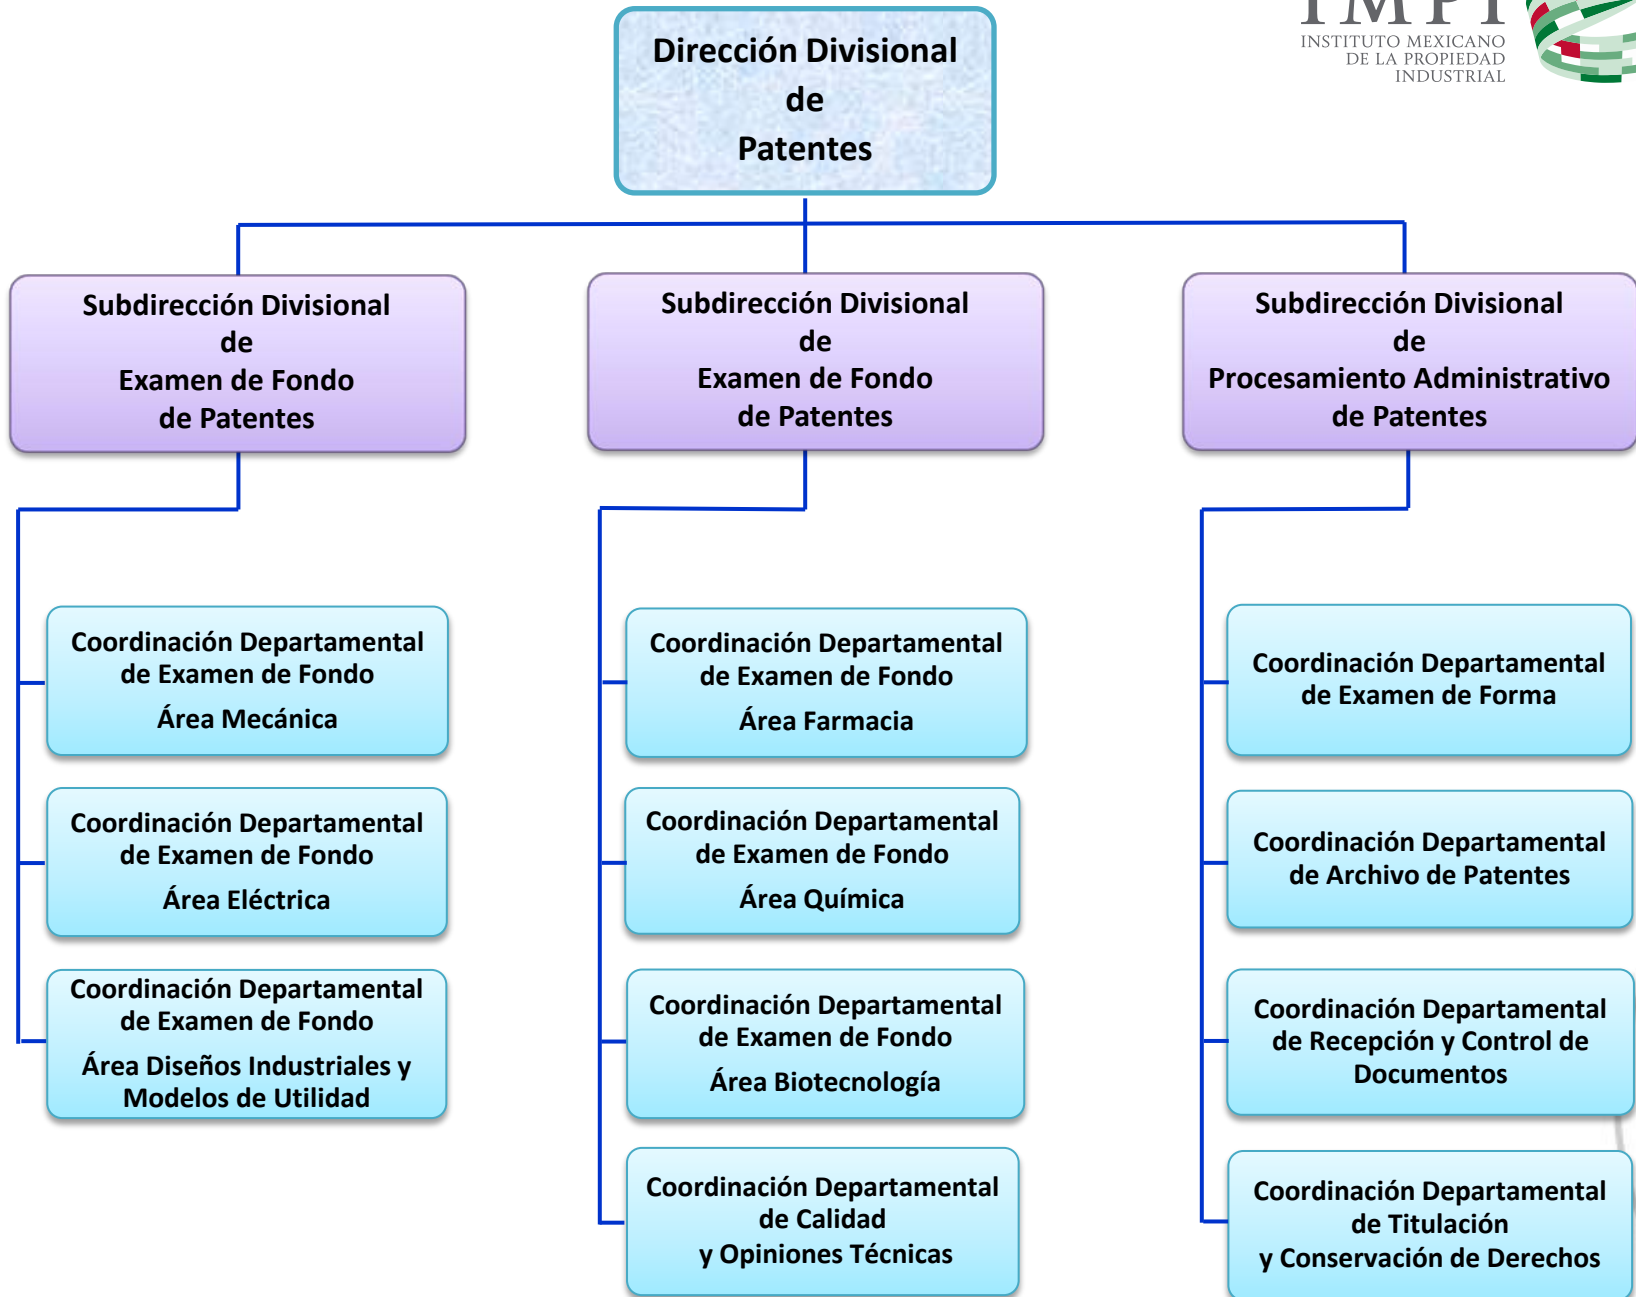 IMPI
INSTITUTO MEXICANO
DE LA PROPIEDAD
INDUSTRIAL
Dirección Divisional
de
Patentes
Subdirección Divisional
de
Examen de Fondo
de Patentes
Subdirección Divisional
de
Examen de Fondo
de Patentes
Subdirección Divisional
de
Procesamiento Administrativo
de Patentes
Coordinación Departamental
de Examen de Fondo
Área Mecánica
Coordinación Departamental
de Examen de Fondo
Área Eléctrica
Coordinación Departamental
de Examen de Fondo
Área Diseños Industriales y
Modelos de Utilidad
Coordinación Departamental
de Examen de Fondo
Área Farmacia
Coordinación Departamental
de Examen de Fondo
Área Química
Coordinación Departamental
de Examen de Fondo
Área Biotecnología
Coordinación Departamental
de Calidad
y Opiniones Técnicas
Coordinación Departamental
de Examen de Forma
Coordinación Departamental
de Archivo de Patentes
Coordinación Departamental
de Recepción y Control de
Documentos
Coordinación Departamental
de Titulación
y Conservación de Derechos